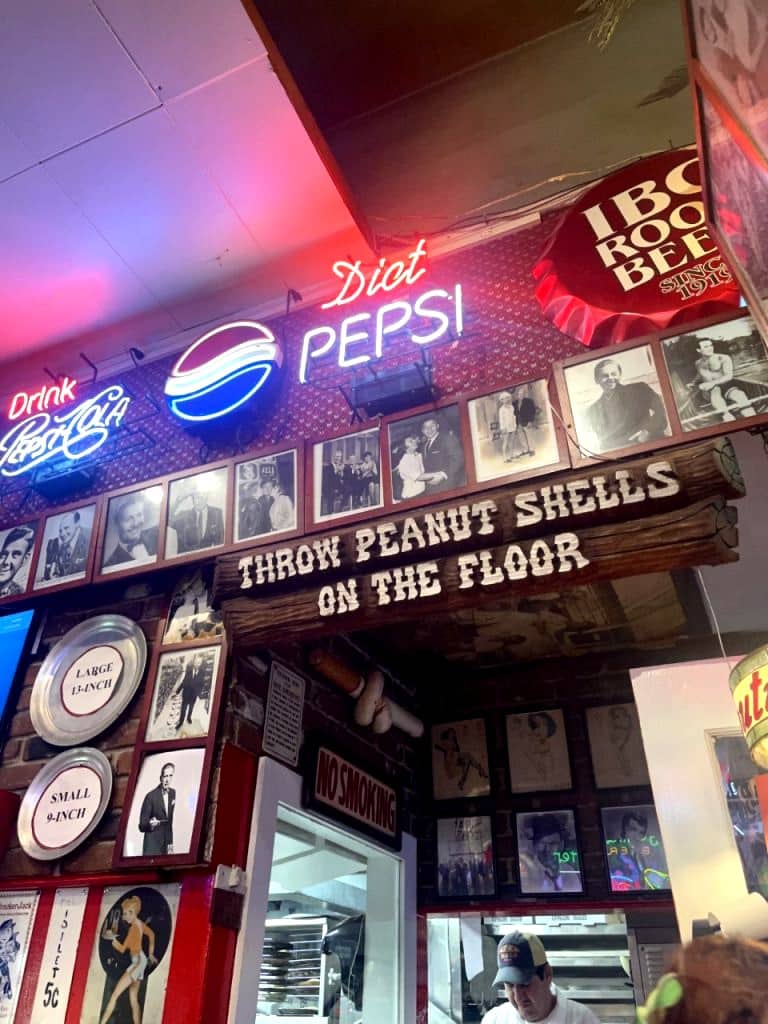 Diet
PEPSI
Drink
PEPSI-COLA
IBC
ROOT
BEER
SINCE
1919
THROW PEANUT SHELLS
ON THE FLOOR
LARGE
13-INCH
SMALL
9-INCH
NO SMOKING
5¢